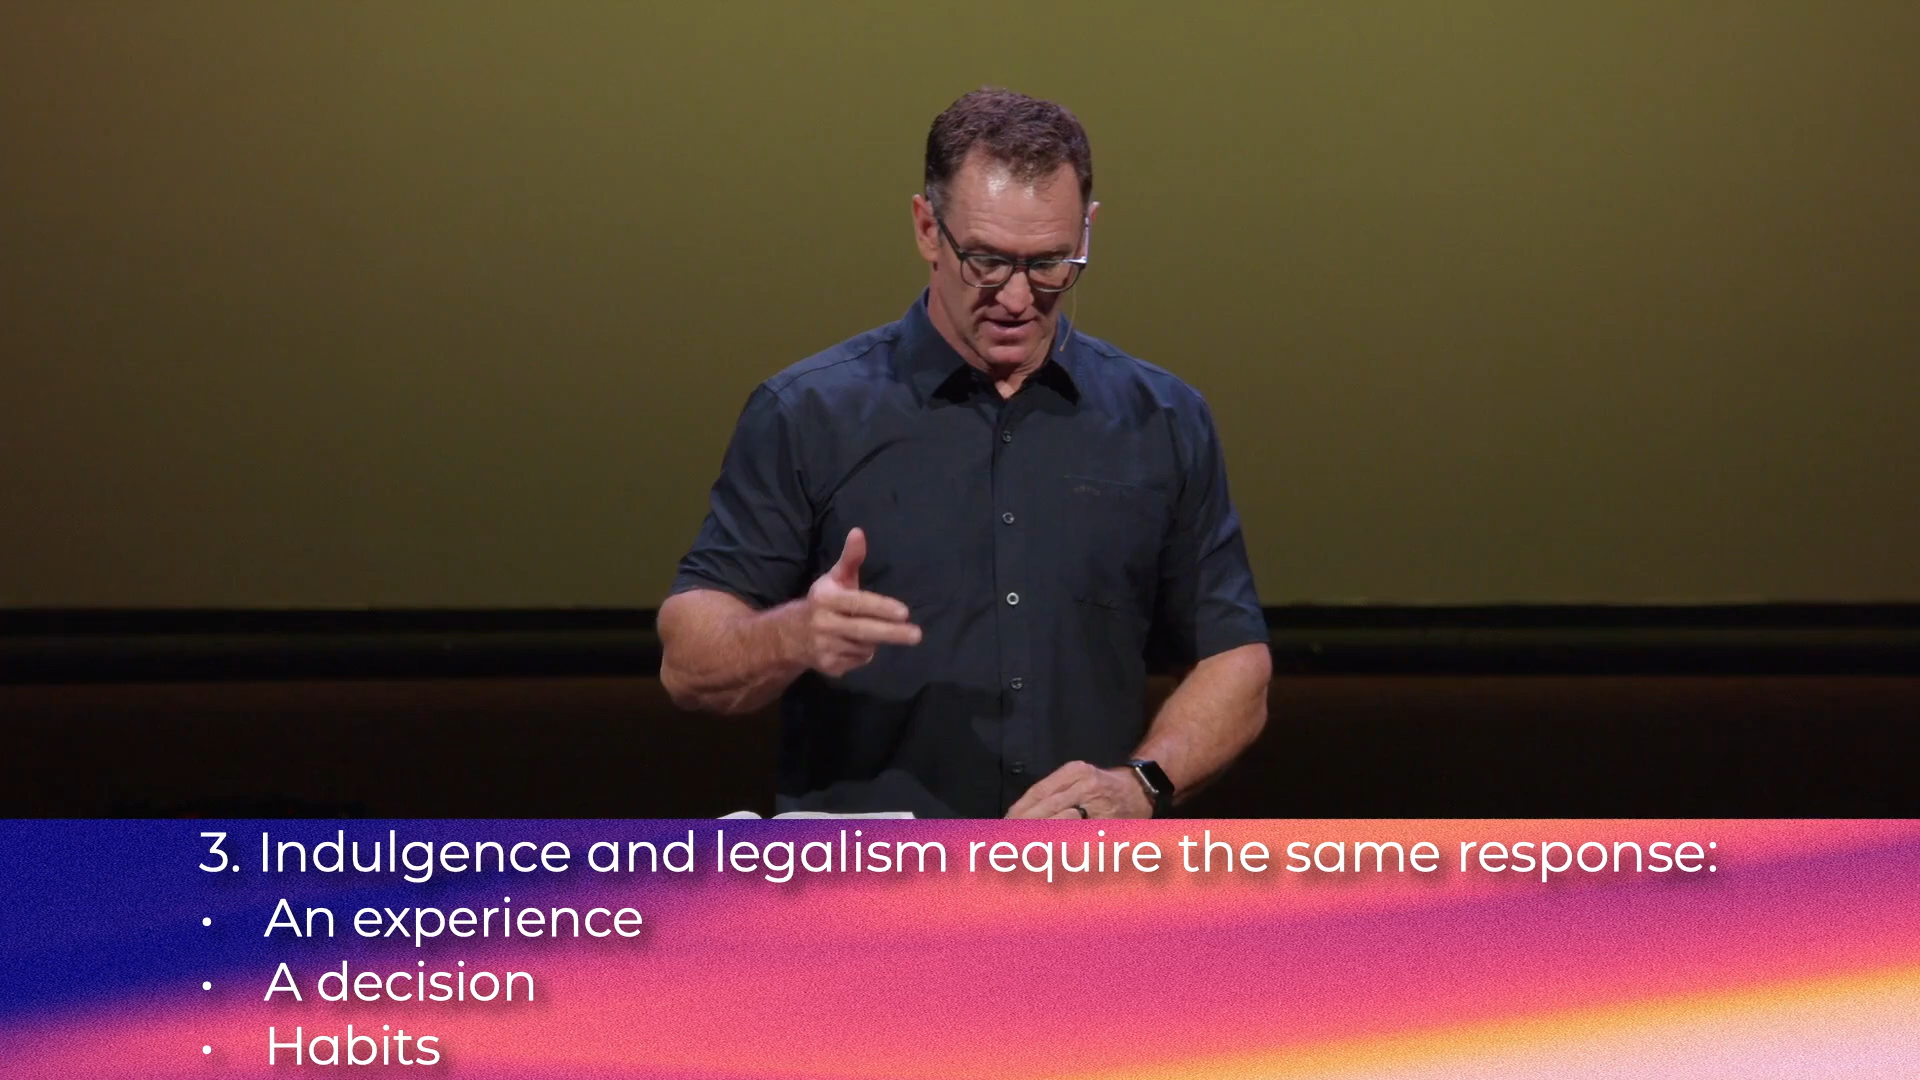 3. Indulgence and legalism require the same response:
• An experience
• A decision
• Habits